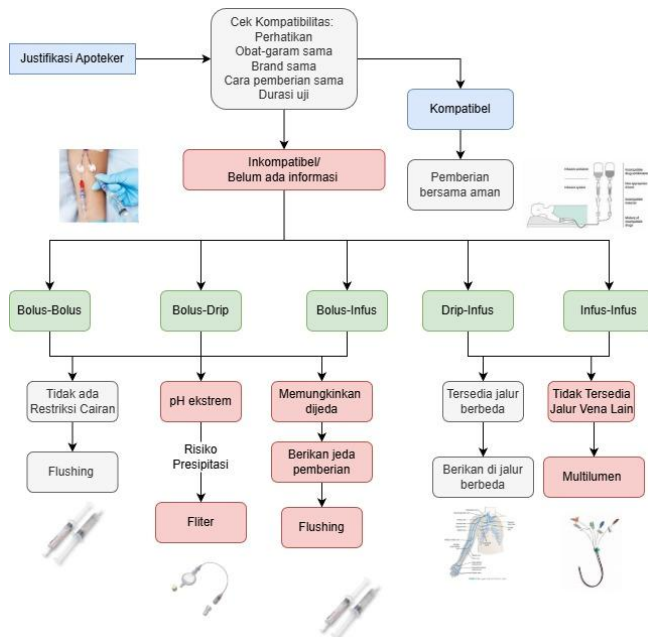 Justifikasi Apoteker
Cek Kompatibilitas:
Perhatikan
Obat-garam sama
Brand sama
Cara pemberian sama
Durasi uji
Kompatibel
Inkompatibel/
Belum ada informasi
Pemberian
bersama aman
Bolus-Bolus
Bolus-Drip
Bolus-Infus
Drip-Infus
Infus-Infus
Tidak ada
Restriksi Cairan
pH ekstrem
Memungkinkan
dijeda
Tersedia jalur
berbeda
Tidak Tersedia
Jalur Vena Lain
Flushing
Risiko
Presipitasi
Berikan jeda
pemberian
Berikan di jalur
berbeda
Multilumen
Fliter
Flushing